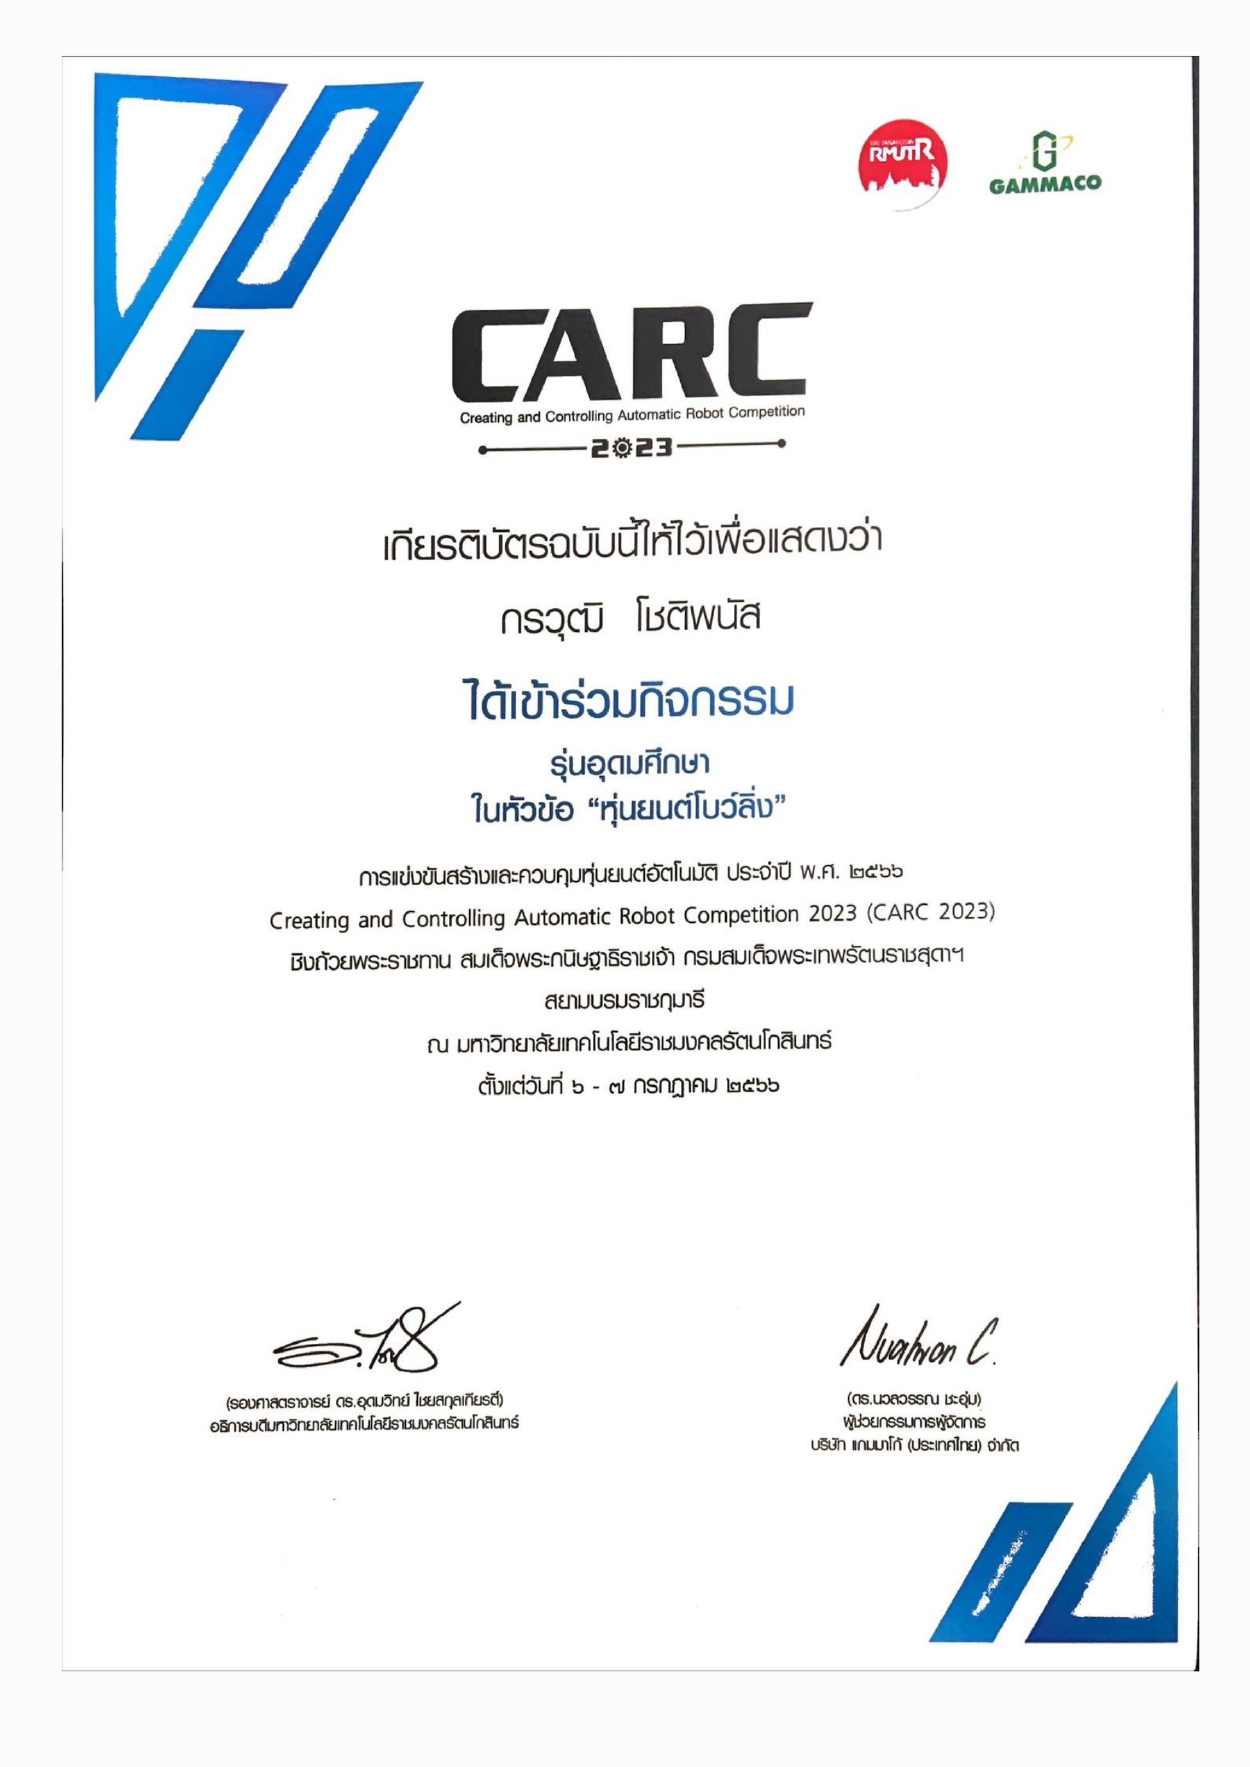 RMUTR
GAMMACO
CARC
Creating and Controlling Automatic Robot Competition
2023
เกียรติบัตรฉบับนี้ให้ไว้เพื่อแสดงว่า
กรวุฒิ โชติพนัส
ได้เข้าร่วมกิจกรรม
รุ่นอุดมศึกษา
ในหัวข้อ “หุ่นยนต์โบว์ลิ่ง”
การแข่งขันสร้างและควบคุมหุ่นยนต์อัตโนมัติ ประจำปี พ.ศ. ๒๕๖๖
Creating and Controlling Automatic Robot Competition 2023 (CARC 2023)
ชิงถ้วยพระราชทาน สมเด็จพระกนิษฐาธิราชเจ้า กรมสมเด็จพระเทพรัตนราชสุดาฯ
สยามบรมราชกุมารี
ณ มหาวิทยาลัยเทคโนโลยีราชมงคลรัตนโกสินทร์
ตั้งแต่วันที่ ๖ - ๗ กรกฎาคม ๒๕๖๖
Nualwon C.
(รองศาสตราจารย์ ดร.อุดมวิทย์ ไชยสกุลเกียรติ)
อธิการบดีมหาวิทยาลัยเทคโนโลยีราชมงคลรัตนโกสินทร์
(ดร.นวลวรรณ ชะอุ่ม)
ผู้ช่วยกรรมการผู้จัดการ
บริษัท แกมมาโก้ (ประเทศไทย) จำกัด